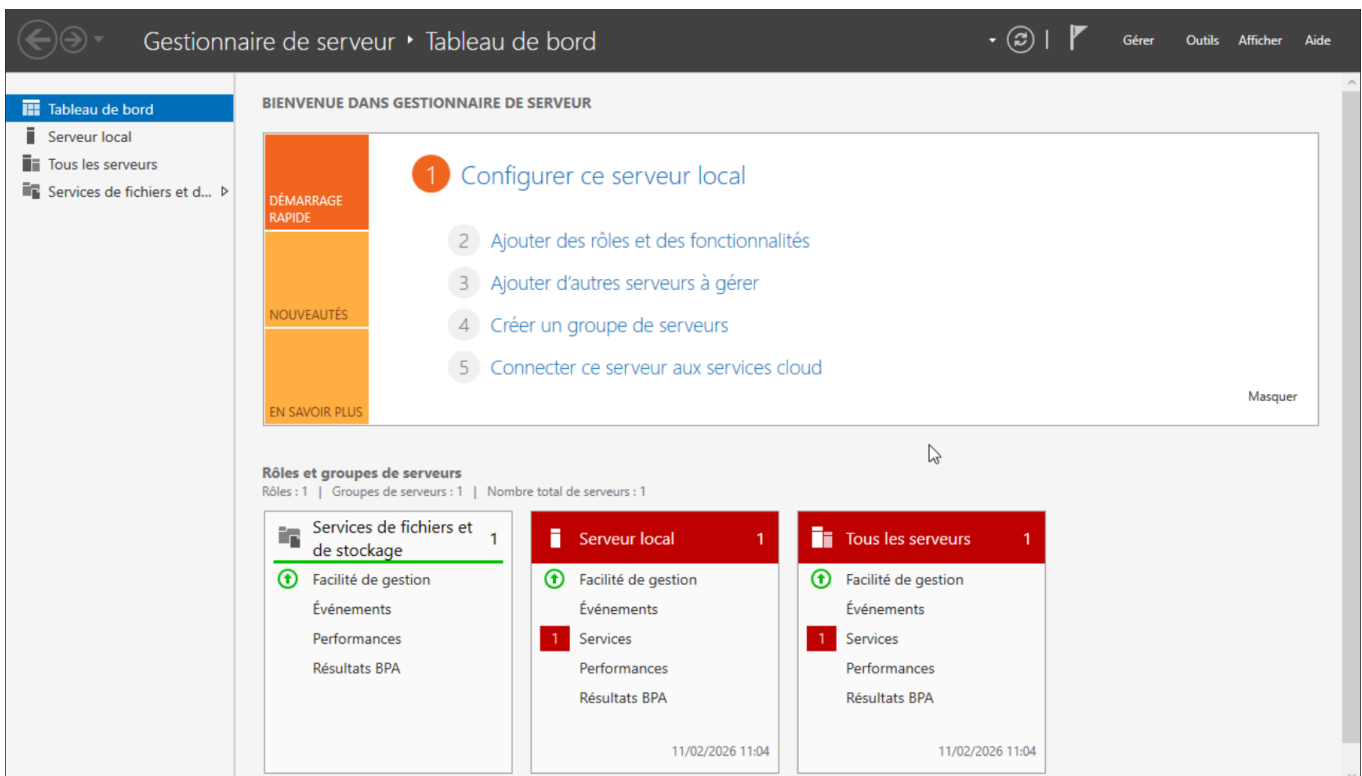 Gestionnaire de serveur ‣ Tableau de bord
Gérer Outils Afficher Aide
Tableau de bord
Serveur local
Tous les serveurs
Services de fichiers et d...
BIENVENUE DANS GESTIONNAIRE DE SERVEUR
DÉMARRAGE
RAPIDE
NOUVEAUTÉS
EN SAVOIR PLUS
1 Configurer ce serveur local
2 Ajouter des rôles et des fonctionnalités
3 Ajouter d’autres serveurs à gérer
4 Créer un groupe de serveurs
5 Connecter ce serveur aux services cloud
Masquer
Rôles et groupes de serveurs
Rôles : 1 | Groupes de serveurs : 1 | Nombre total de serveurs : 1
Services de fichiers et
de stockage 1
Facilité de gestion
Événements
Performances
Résultats BPA
Serveur local 1
Facilité de gestion
Événements
1 Services
Performances
Résultats BPA
11/02/2026 11:04
Tous les serveurs 1
Facilité de gestion
Événements
1 Services
Performances
Résultats BPA
11/02/2026 11:04